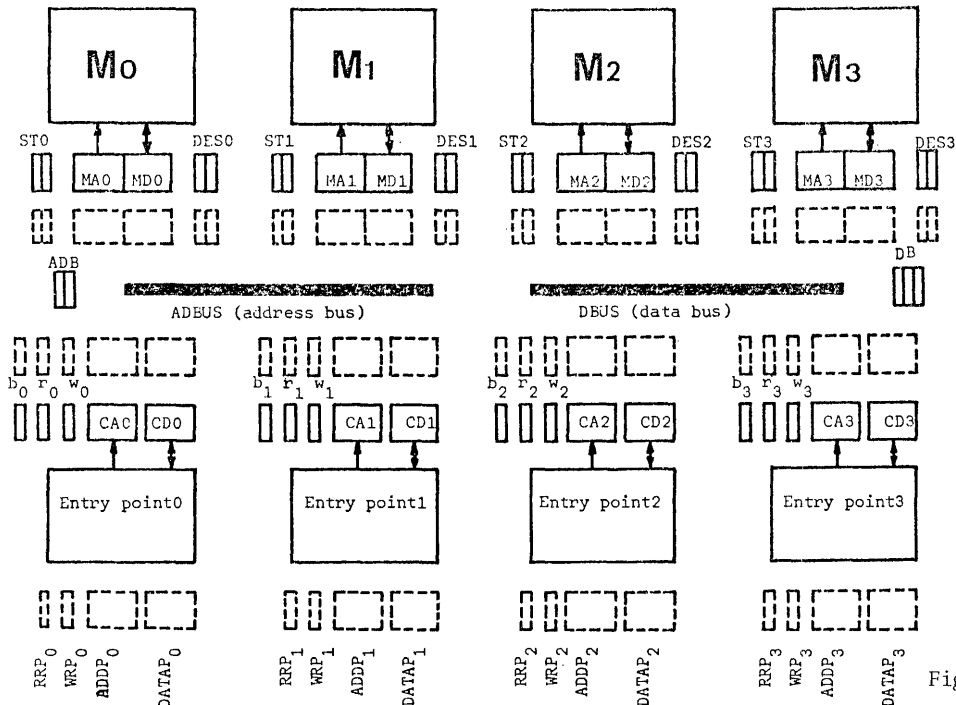 M0 M1 M2 M3
ST0 DES0 ST1 DES1 ST2 DES2 ST3 DES3
MA0 MD0 MA1 MD1 MA2 MD2 MA3 MD3
ADB DB
ADBUS (address bus) DBUS (data bus)
b0 r0 w0 b1 r1 w1 b2 r2 w2 b3 r3 w3
CA0 CD0 CA1 CD1 CA2 CD2 CA3 CD3
Entry point0 Entry point1 Entry point2 Entry point3
RRP0 WRP0 ADDP0 DATAP0 RRP1 WRP1 ADDP1 DATAP1 RRP2 WRP2 ADDP2 DATAP2 RRP3 WRP3 ADDP3 DATAP3
Fig